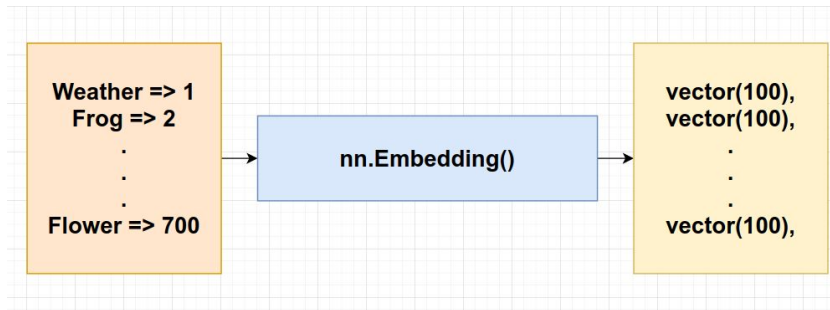 Weather => 1
Frog => 2
.
.
.
Flower => 700
nn.Embedding()
vector(100),
vector(100),
.
.
.
vector(100),